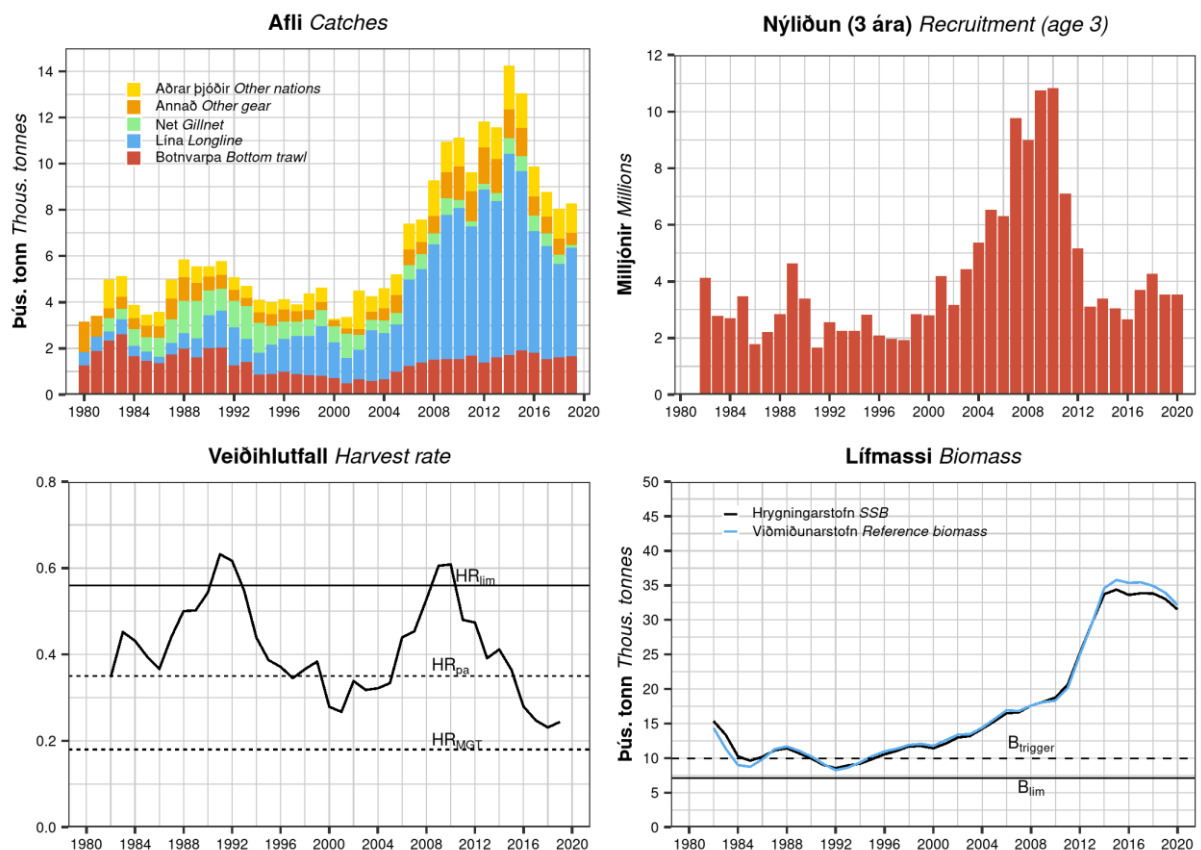 Afli Catches
Þús. tonn Thous. tonnes
14
12
10
8
6
4
2
0
Aðrar þjóðir Other nations
Annað Other gear
Net Gillnet
Lína Longline
Botnvarpa Bottom trawl
1980 1984 1988 1992 1996 2000 2004 2008 2012 2016 2020
Nýliðun (3 ára) Recruitment (age 3)
Milljónir Millions
12
10
8
6
4
2
0
1980 1984 1988 1992 1996 2000 2004 2008 2012 2016 2020
Veiðihlutfall Harvest rate
0.8
0.6
0.4
0.2
0.0
HRlim
HRpa
HRMGT
1980 1984 1988 1992 1996 2000 2004 2008 2012 2016 2020
Lífmassi Biomass
Þús. tonn Thous. tonnes
50
45
40
35
30
25
20
15
10
5
0
Hrygningarstofn SSB
Viðmiðunarstofn Reference biomass
Btrigger
Blim
1980 1984 1988 1992 1996 2000 2004 2008 2012 2016 2020